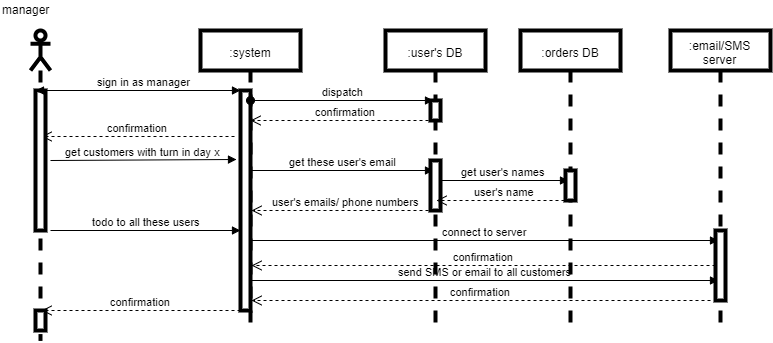 manager
:system
:user's DB
:orders DB
:email/SMS
server
sign in as manager
dispatch
confirmation
confirmation
get customers with turn in day x
get these user's email
get user's names
user's name
user's emails/ phone numbers
todo to all these users
connect to server
confirmation
send SMS or email to all customers
confirmation
confirmation